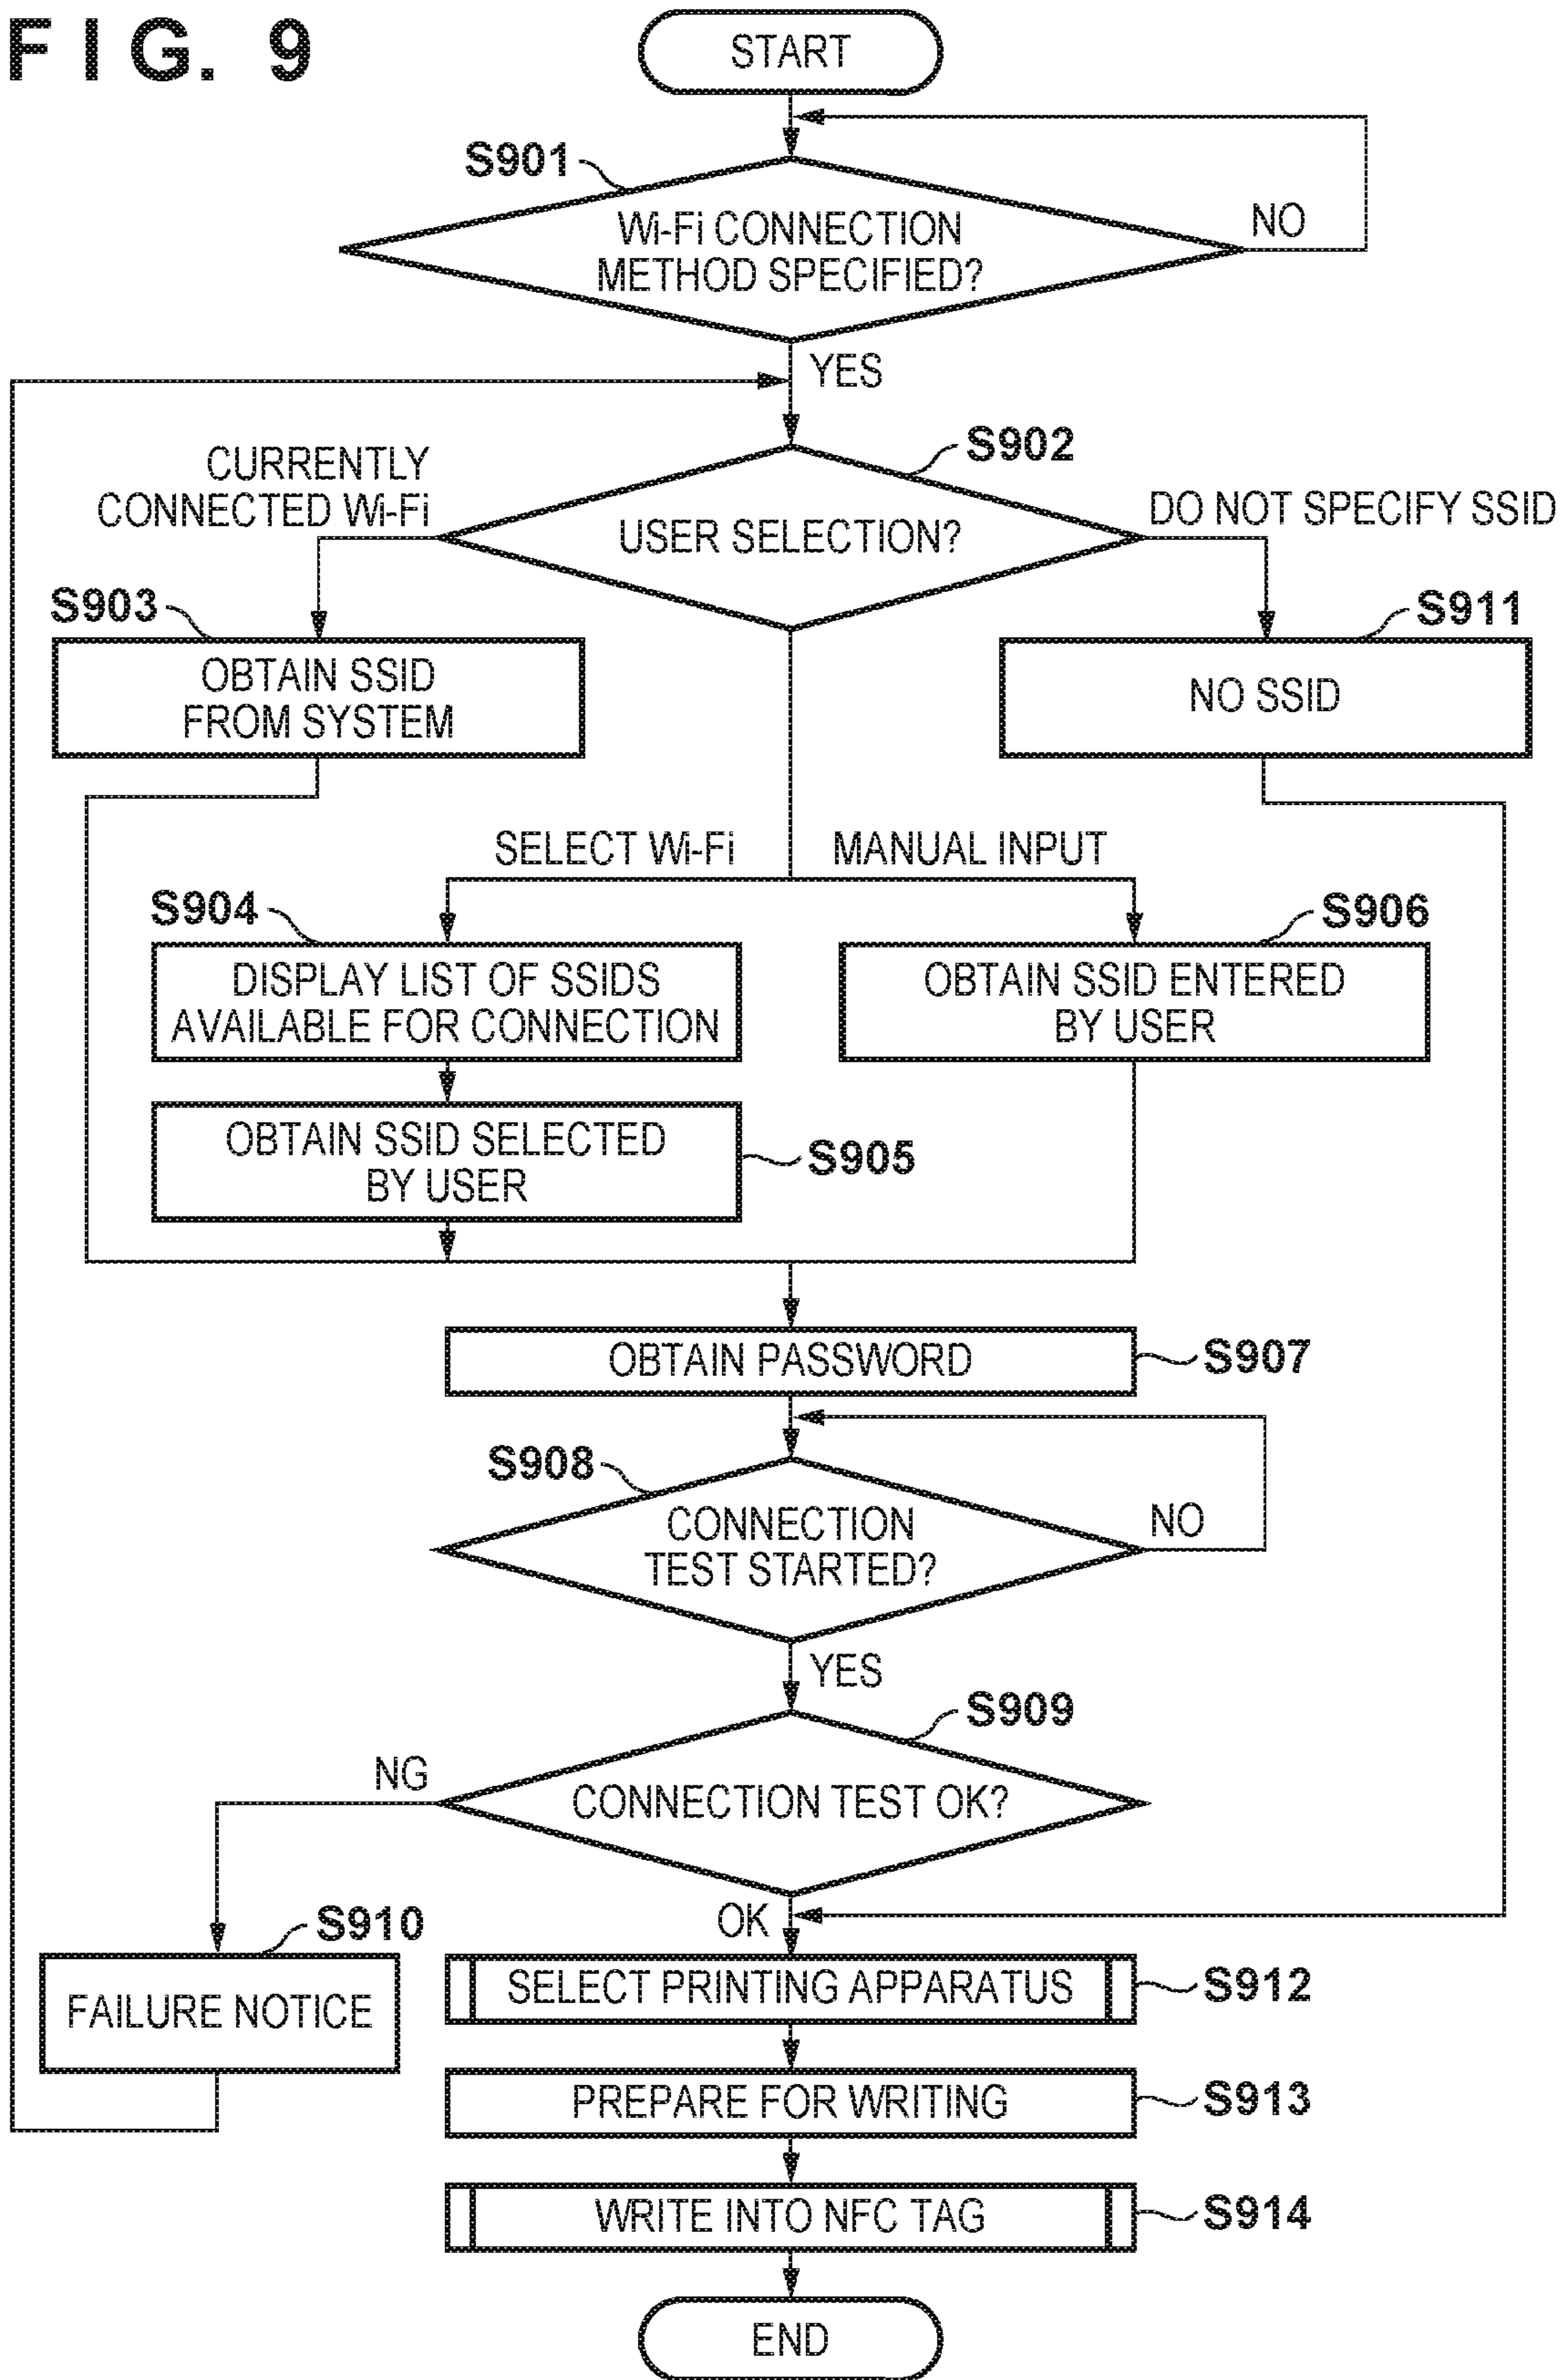 FIG. 9
START
S901
Wi-Fi CONNECTION
METHOD SPECIFIED?
NO
YES
S902
CURRENTLY
CONNECTED Wi-Fi
USER SELECTION?
DO NOT SPECIFY SSID
S903
OBTAIN SSID
FROM SYSTEM
S911
NO SSID
SELECT Wi-Fi
MANUAL INPUT
S904
DISPLAY LIST OF SSIDS
AVAILABLE FOR CONNECTION
S906
OBTAIN SSID ENTERED
BY USER
OBTAIN SSID SELECTED
BY USER
S905
OBTAIN PASSWORD
S907
S908
CONNECTION
TEST STARTED?
NO
YES
S909
NG
CONNECTION TEST OK?
OK
S910
FAILURE NOTICE
SELECT PRINTING APPARATUS
S912
PREPARE FOR WRITING
S913
WRITE INTO NFC TAG
S914
END